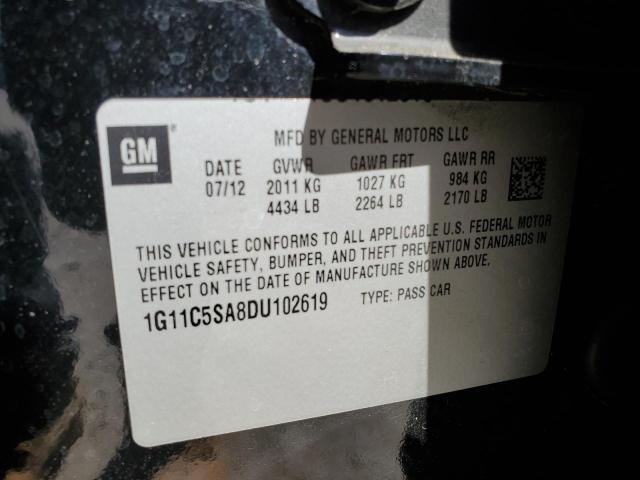 GM
MFD BY GENERAL MOTORS LLC
DATE GVWR GAWR FRT GAWR RR
07/12 2011 KG 1027 KG 984 KG
4434 LB 2264 LB 2170 LB
THIS VEHICLE CONFORMS TO ALL APPLICABLE U.S. FEDERAL MOTOR
VEHICLE SAFETY, BUMPER, AND THEFT PREVENTION STANDARDS IN
EFFECT ON THE DATE OF MANUFACTURE SHOWN ABOVE.
1G11C5SA8DU102619 TYPE: PASS CAR